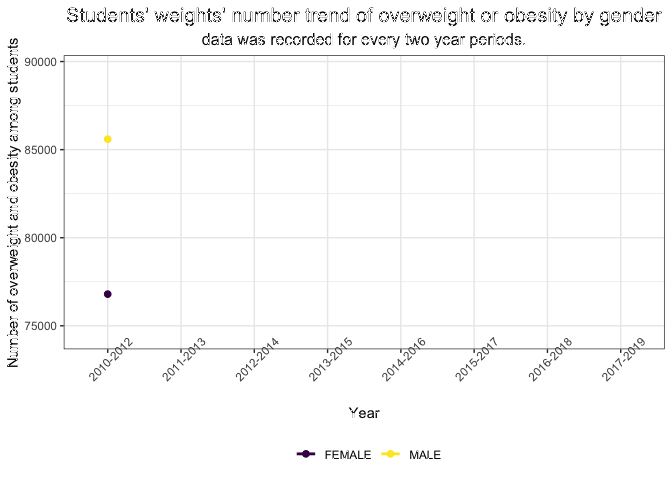 Students' weights' number trend of overweight or obesity by gender
data was recorded for every two year periods.
Number of overweight and obesity among students
90000
85000
80000
75000
2010-2012
2011-2013
2012-2014
2013-2015
2014-2016
2015-2017
2016-2018
2017-2019
Year
FEMALE
MALE